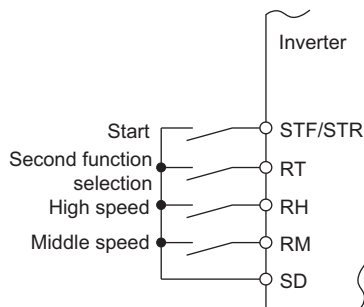 Inverter
Start
STF/STR
Second function
selection
RT
High speed
RH
Middle speed
RM
SD